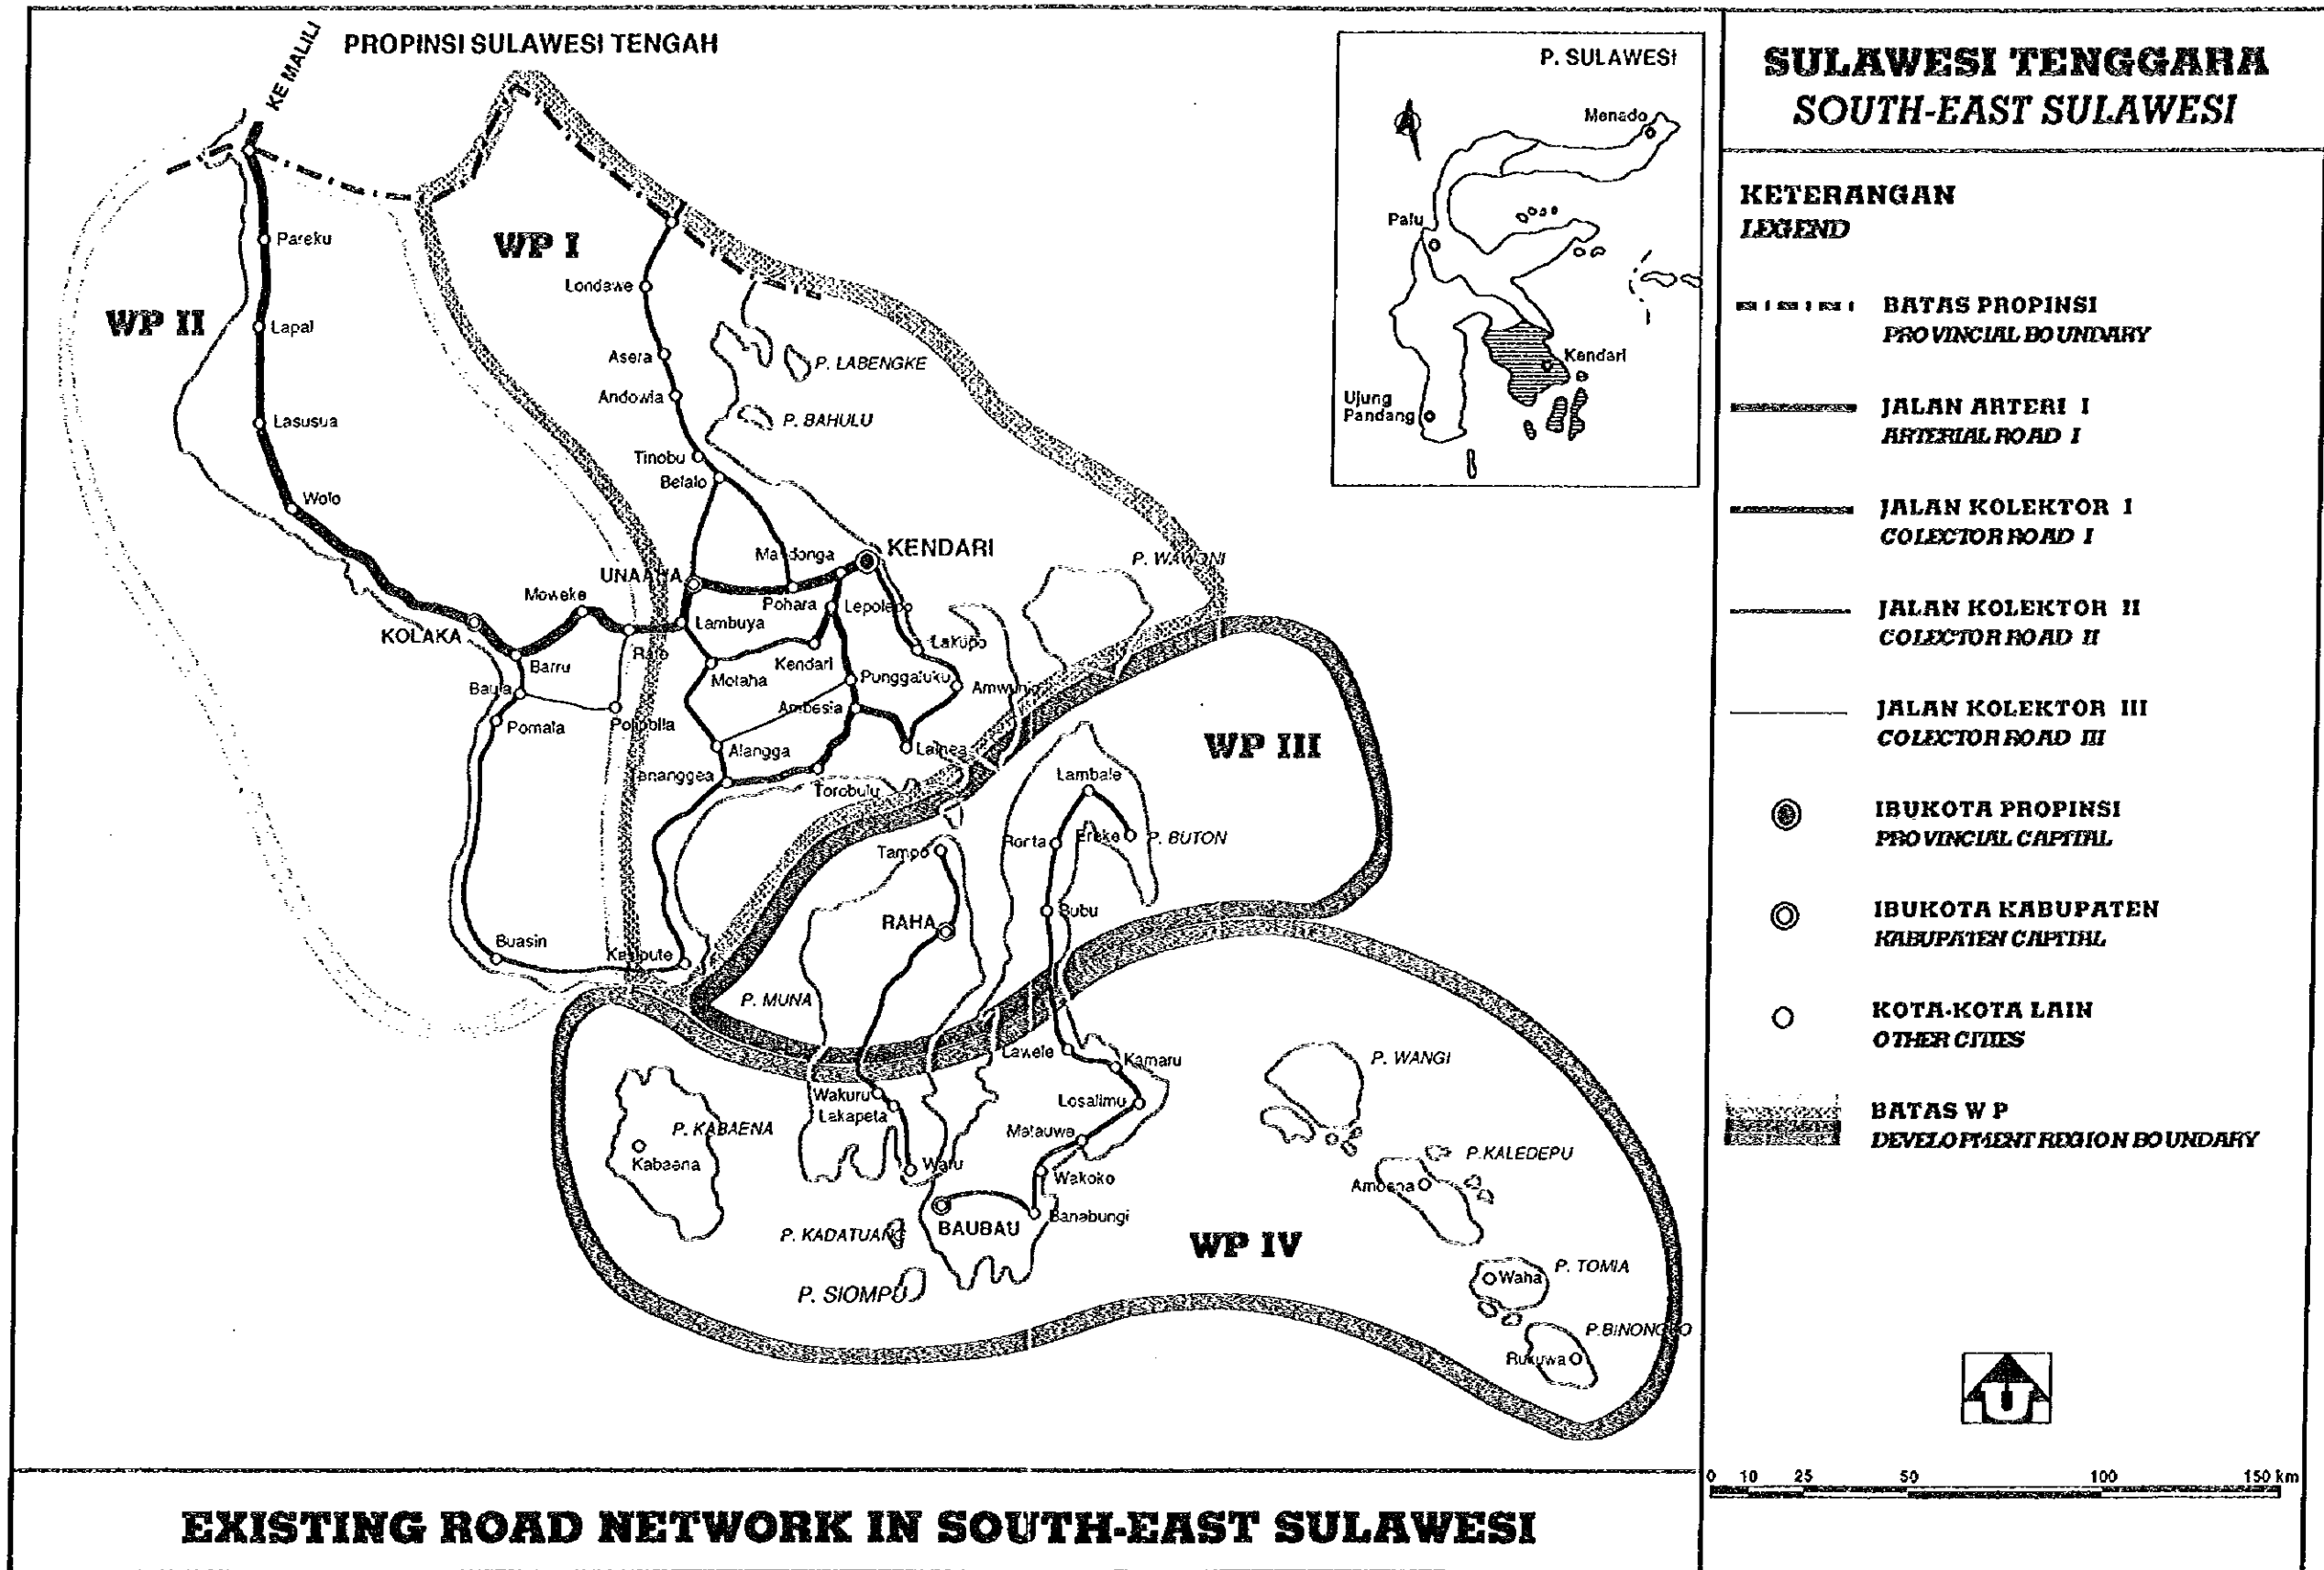 PROPINSI SULAWESI TENGAH
KE MALILI
WP I
WP II
Pareku
Lapai
Lasusua
Wolo
Londawe
Asera
Andowia
Tinobu
Belalo
P. LABENGKE
P. BAHULU
KENDARI
UNAAHA
Pohara
Lepolepo
Moweke
KOLAKA
Lambuya
Barru
Kendari
Lakupo
P. WAWONI
Baula
Motaha
Punggaluku
Pomala
Ambesia
Alangga
Lainea
Torobulu
WP III
Lambale
Ronta
Ereke
P. BUTON
Tampo
RAHA
Bubu
Buasin
Kasipute
P. MUNA
Lawele
Kamaru
P. WANGI
Wakuru
Lakapeta
Losalimu
P. KABAENA
Kabaena
Matauwe
Waru
Wakoko
P.KALEDEPU
P. KADATUANG
BAUBAU
Banabungi
WP IV
P. SIOMPU
Waha
P. TOMIA
P.BINONGKO
Rukuwa
P. SULAWESI
Menado
Palu
Kendari
Ujung
Pandang
SULAWESI TENGGARA
SOUTH-EAST SULAWESI
KETERANGAN
LEGEND
BATAS PROPINSI
PROVINCIAL BOUNDARY
JALAN ARTERI I
ARTERIAL ROAD I
JALAN KOLEKTOR I
COLECTOR ROAD I
JALAN KOLEKTOR II
COLECTOR ROAD II
JALAN KOLEKTOR III
COLECTOR ROAD III
IBUKOTA PROPINSI
PROVINCIAL CAPITAL
IBUKOTA KABUPATEN
KABUPATEN CAPITAL
KOTA-KOTA LAIN
OTHER CITIES
BATAS W P
DEVELOPMENT REGION BOUNDARY
U
0 10 25 50 100 150 km
EXISTING ROAD NETWORK IN SOUTH-EAST SULAWESI